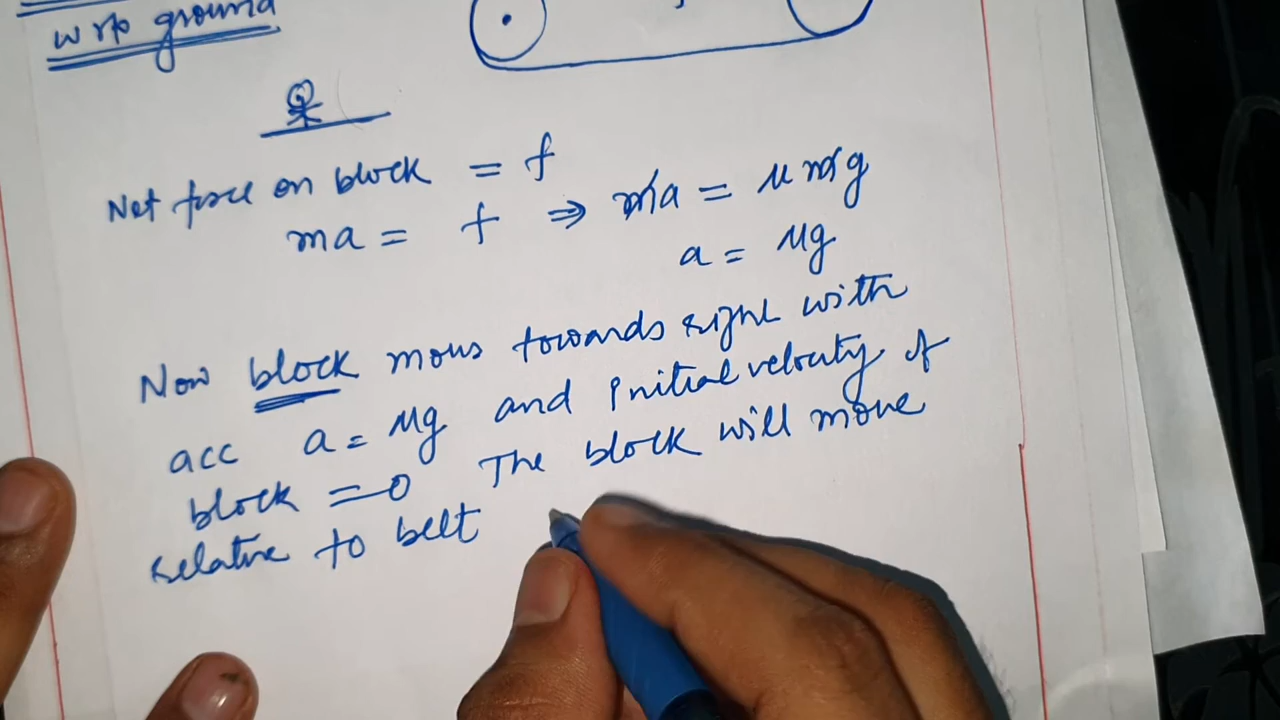 w r to ground
Net force on block = f
ma = f ⇒ ma = μmg
a = μg
Now block moves towards right with
acc a = μg and initial velocity of
block = 0 The block will move
relative to belt